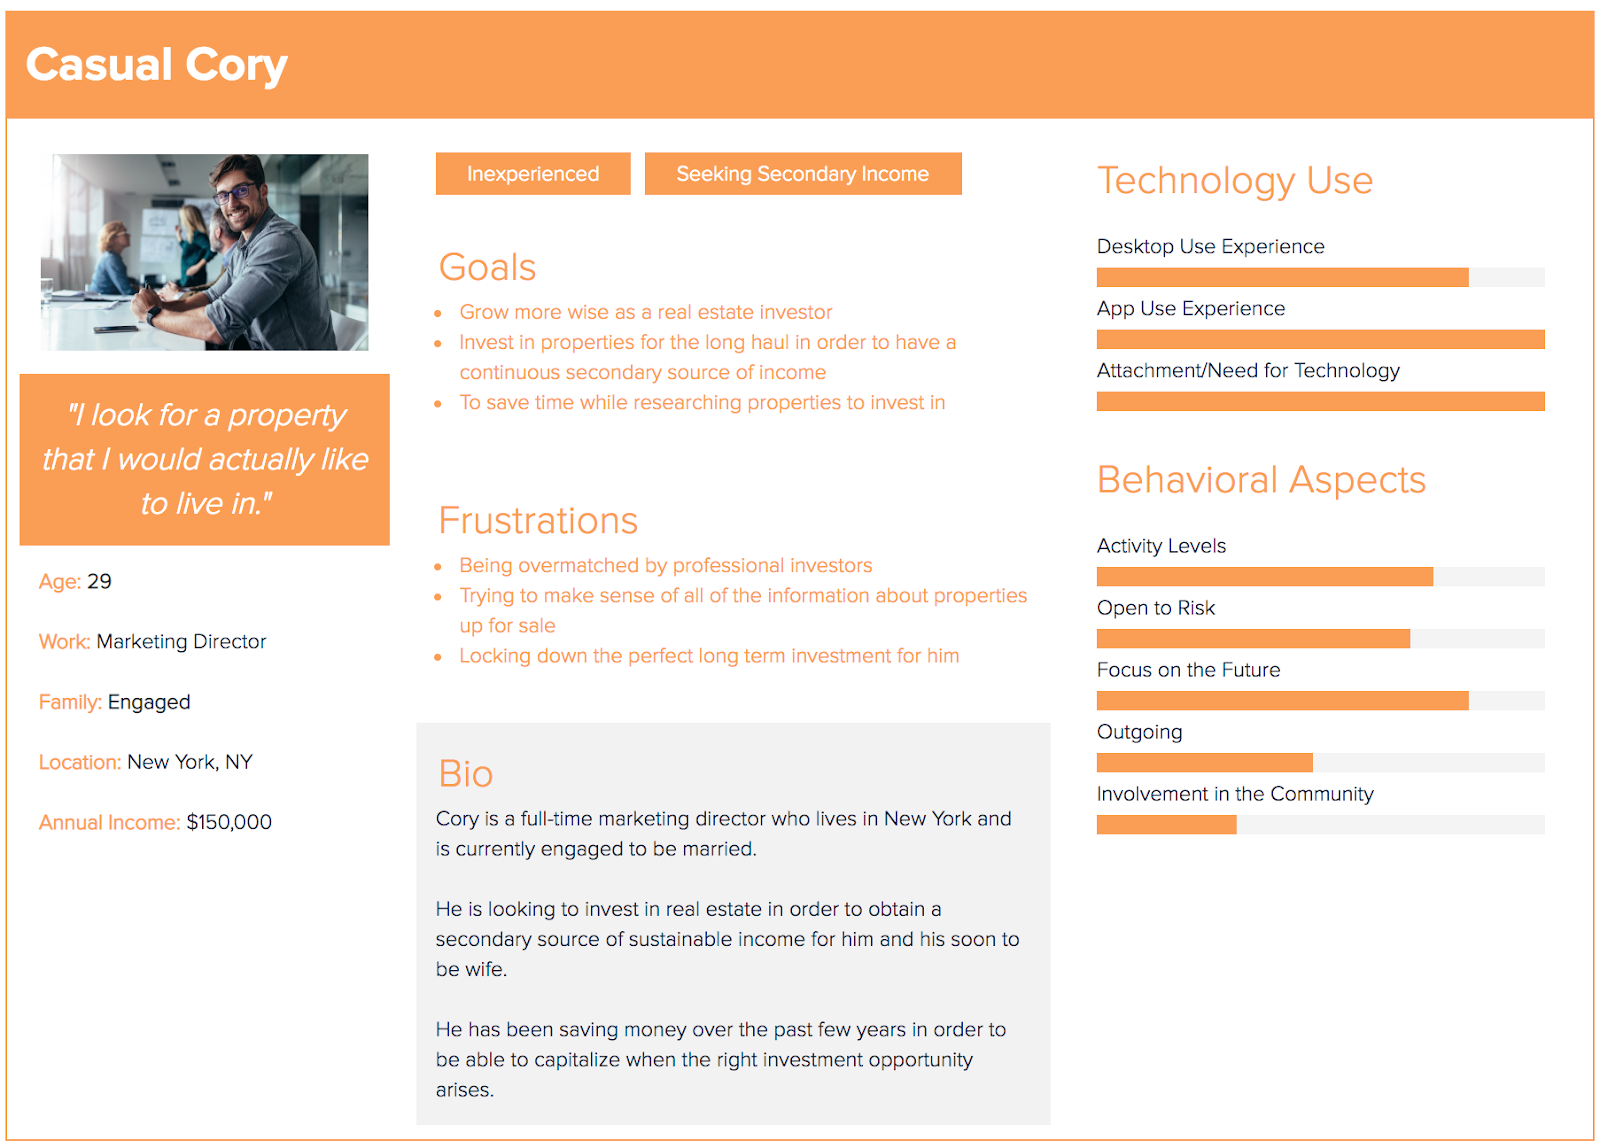 Casual Cory
"I look for a property
that I would actually like
to live in."
Age: 29
Work: Marketing Director
Family: Engaged
Location: New York, NY
Annual Income: $150,000
Inexperienced
Seeking Secondary Income
Goals
Grow more wise as a real estate investor
Invest in properties for the long haul in order to have a
continuous secondary source of income
To save time while researching properties to invest in
Frustrations
Being overmatched by professional investors
Trying to make sense of all of the information about properties
up for sale
Locking down the perfect long term investment for him
Bio
Cory is a full-time marketing director who lives in New York and
is currently engaged to be married.
He is looking to invest in real estate in order to obtain a
secondary source of sustainable income for him and his soon to
be wife.
He has been saving money over the past few years in order to
be able to capitalize when the right investment opportunity
arises.
Technology Use
Desktop Use Experience
App Use Experience
Attachment/Need for Technology
Behavioral Aspects
Activity Levels
Open to Risk
Focus on the Future
Outgoing
Involvement in the Community